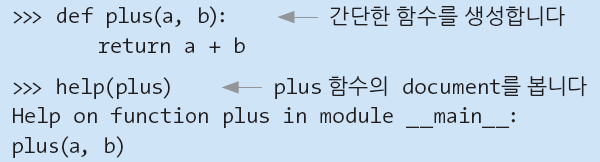 >>> def plus(a, b): 간단한 함수를 생성합니다
return a + b
>>> help(plus) plus 함수의 document를 봅니다
Help on function plus in module __main__:
plus(a, b)